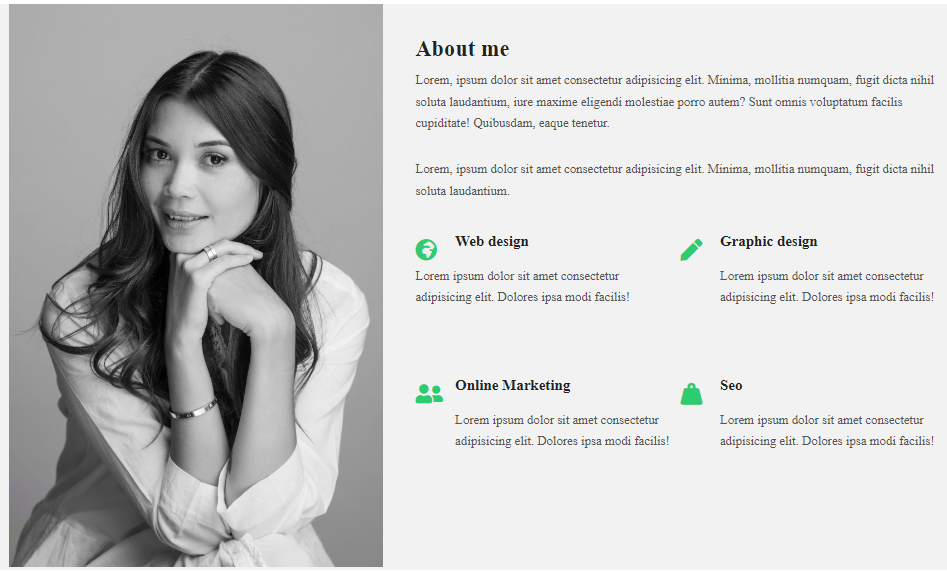 About me
Lorem, ipsum dolor sit amet consectetur adipisicing elit. Minima, mollitia numquam, fugit dicta nihil
soluta laudantium, iure maxime eligendi molestiae porro autem? Sunt omnis voluptatum facilis
cupiditate! Quibusdam, eaque tenetur.
Lorem, ipsum dolor sit amet consectetur adipisicing elit. Minima, mollitia numquam, fugit dicta nihil
soluta laudantium.
Web design
Lorem ipsum dolor sit amet consectetur
adipisicing elit. Dolores ipsa modi facilis!
Graphic design
Lorem ipsum dolor sit amet consectetur
adipisicing elit. Dolores ipsa modi facilis!
Online Marketing
Lorem ipsum dolor sit amet consectetur
adipisicing elit. Dolores ipsa modi facilis!
Seo
Lorem ipsum dolor sit amet consectetur
adipisicing elit. Dolores ipsa modi facilis!